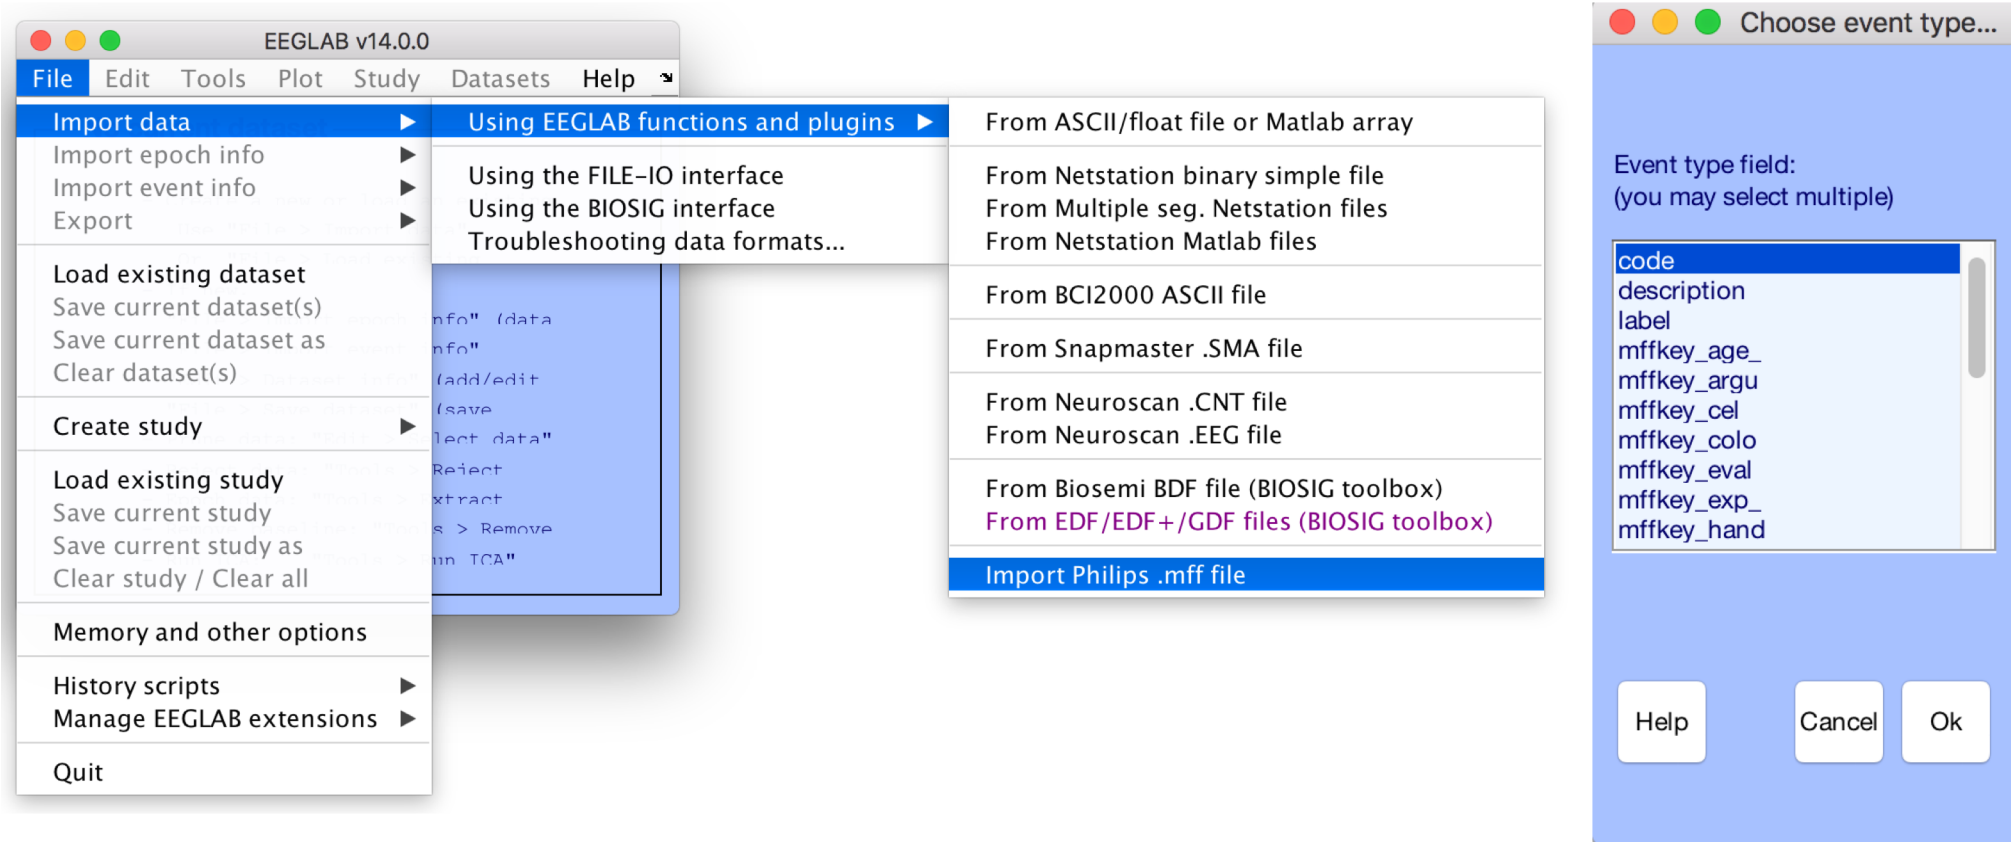 EEGLAB v14.0.0
File Edit Tools Plot Study Datasets Help
Import data
Import epoch info
Import event info
Export
Load existing dataset
Save current dataset(s)
Save current dataset as
Clear dataset(s)
Create study
Load existing study
Save current study
Save current study as
Clear study / Clear all
Memory and other options
History scripts
Manage EEGLAB extensions
Quit
Using EEGLAB functions and plugins
Using the FILE-IO interface
Using the BIOSIG interface
Troubleshooting data formats...
(data
(add/edit
(save
data"
Reject
> Remove
ICA"
From ASCII/float file or Matlab array
From Netstation binary simple file
From Multiple seg. Netstation files
From Netstation Matlab files
From BCI2000 ASCII file
From Snapmaster .SMA file
From Neuroscan .CNT file
From Neuroscan .EEG file
From Biosemi BDF file (BIOSIG toolbox)
From EDF/EDF+/GDF files (BIOSIG toolbox)
Import Philips .mff file
Choose event type...
Event type field:
(you may select multiple)
code
description
label
mffkey_age_
mffkey_argu
mffkey_cel
mffkey_colo
mffkey_eval
mffkey_exp_
mffkey_hand
Help Cancel Ok